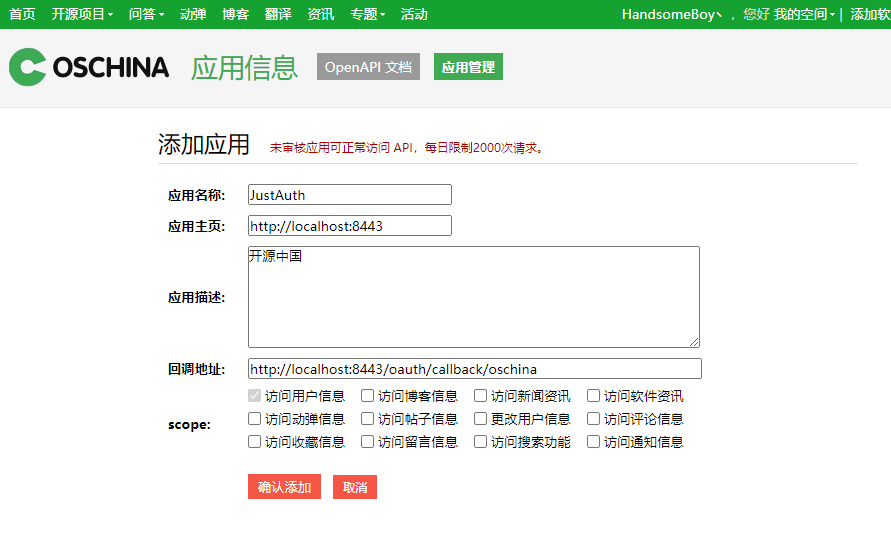 首页 开源项目 问答 动弹 博客 翻译 资讯 专题 活动 HandsomeBoy丶 ，您好 我的空间 | 添加软
OSCHINA 应用信息 OpenAPI 文档 应用管理
添加应用 未审核应用可正常访问 API，每日限制2000次请求。
应用名称: JustAuth
应用主页: http://localhost:8443
应用描述: 开源中国
回调地址: http://localhost:8443/oauth/callback/oschina
scope: 访问用户信息 访问博客信息 访问新闻资讯 访问软件资讯
访问动弹信息 访问帖子信息 更改用户信息 访问评论信息
访问收藏信息 访问留言信息 访问搜索功能 访问通知信息
确认添加 取消